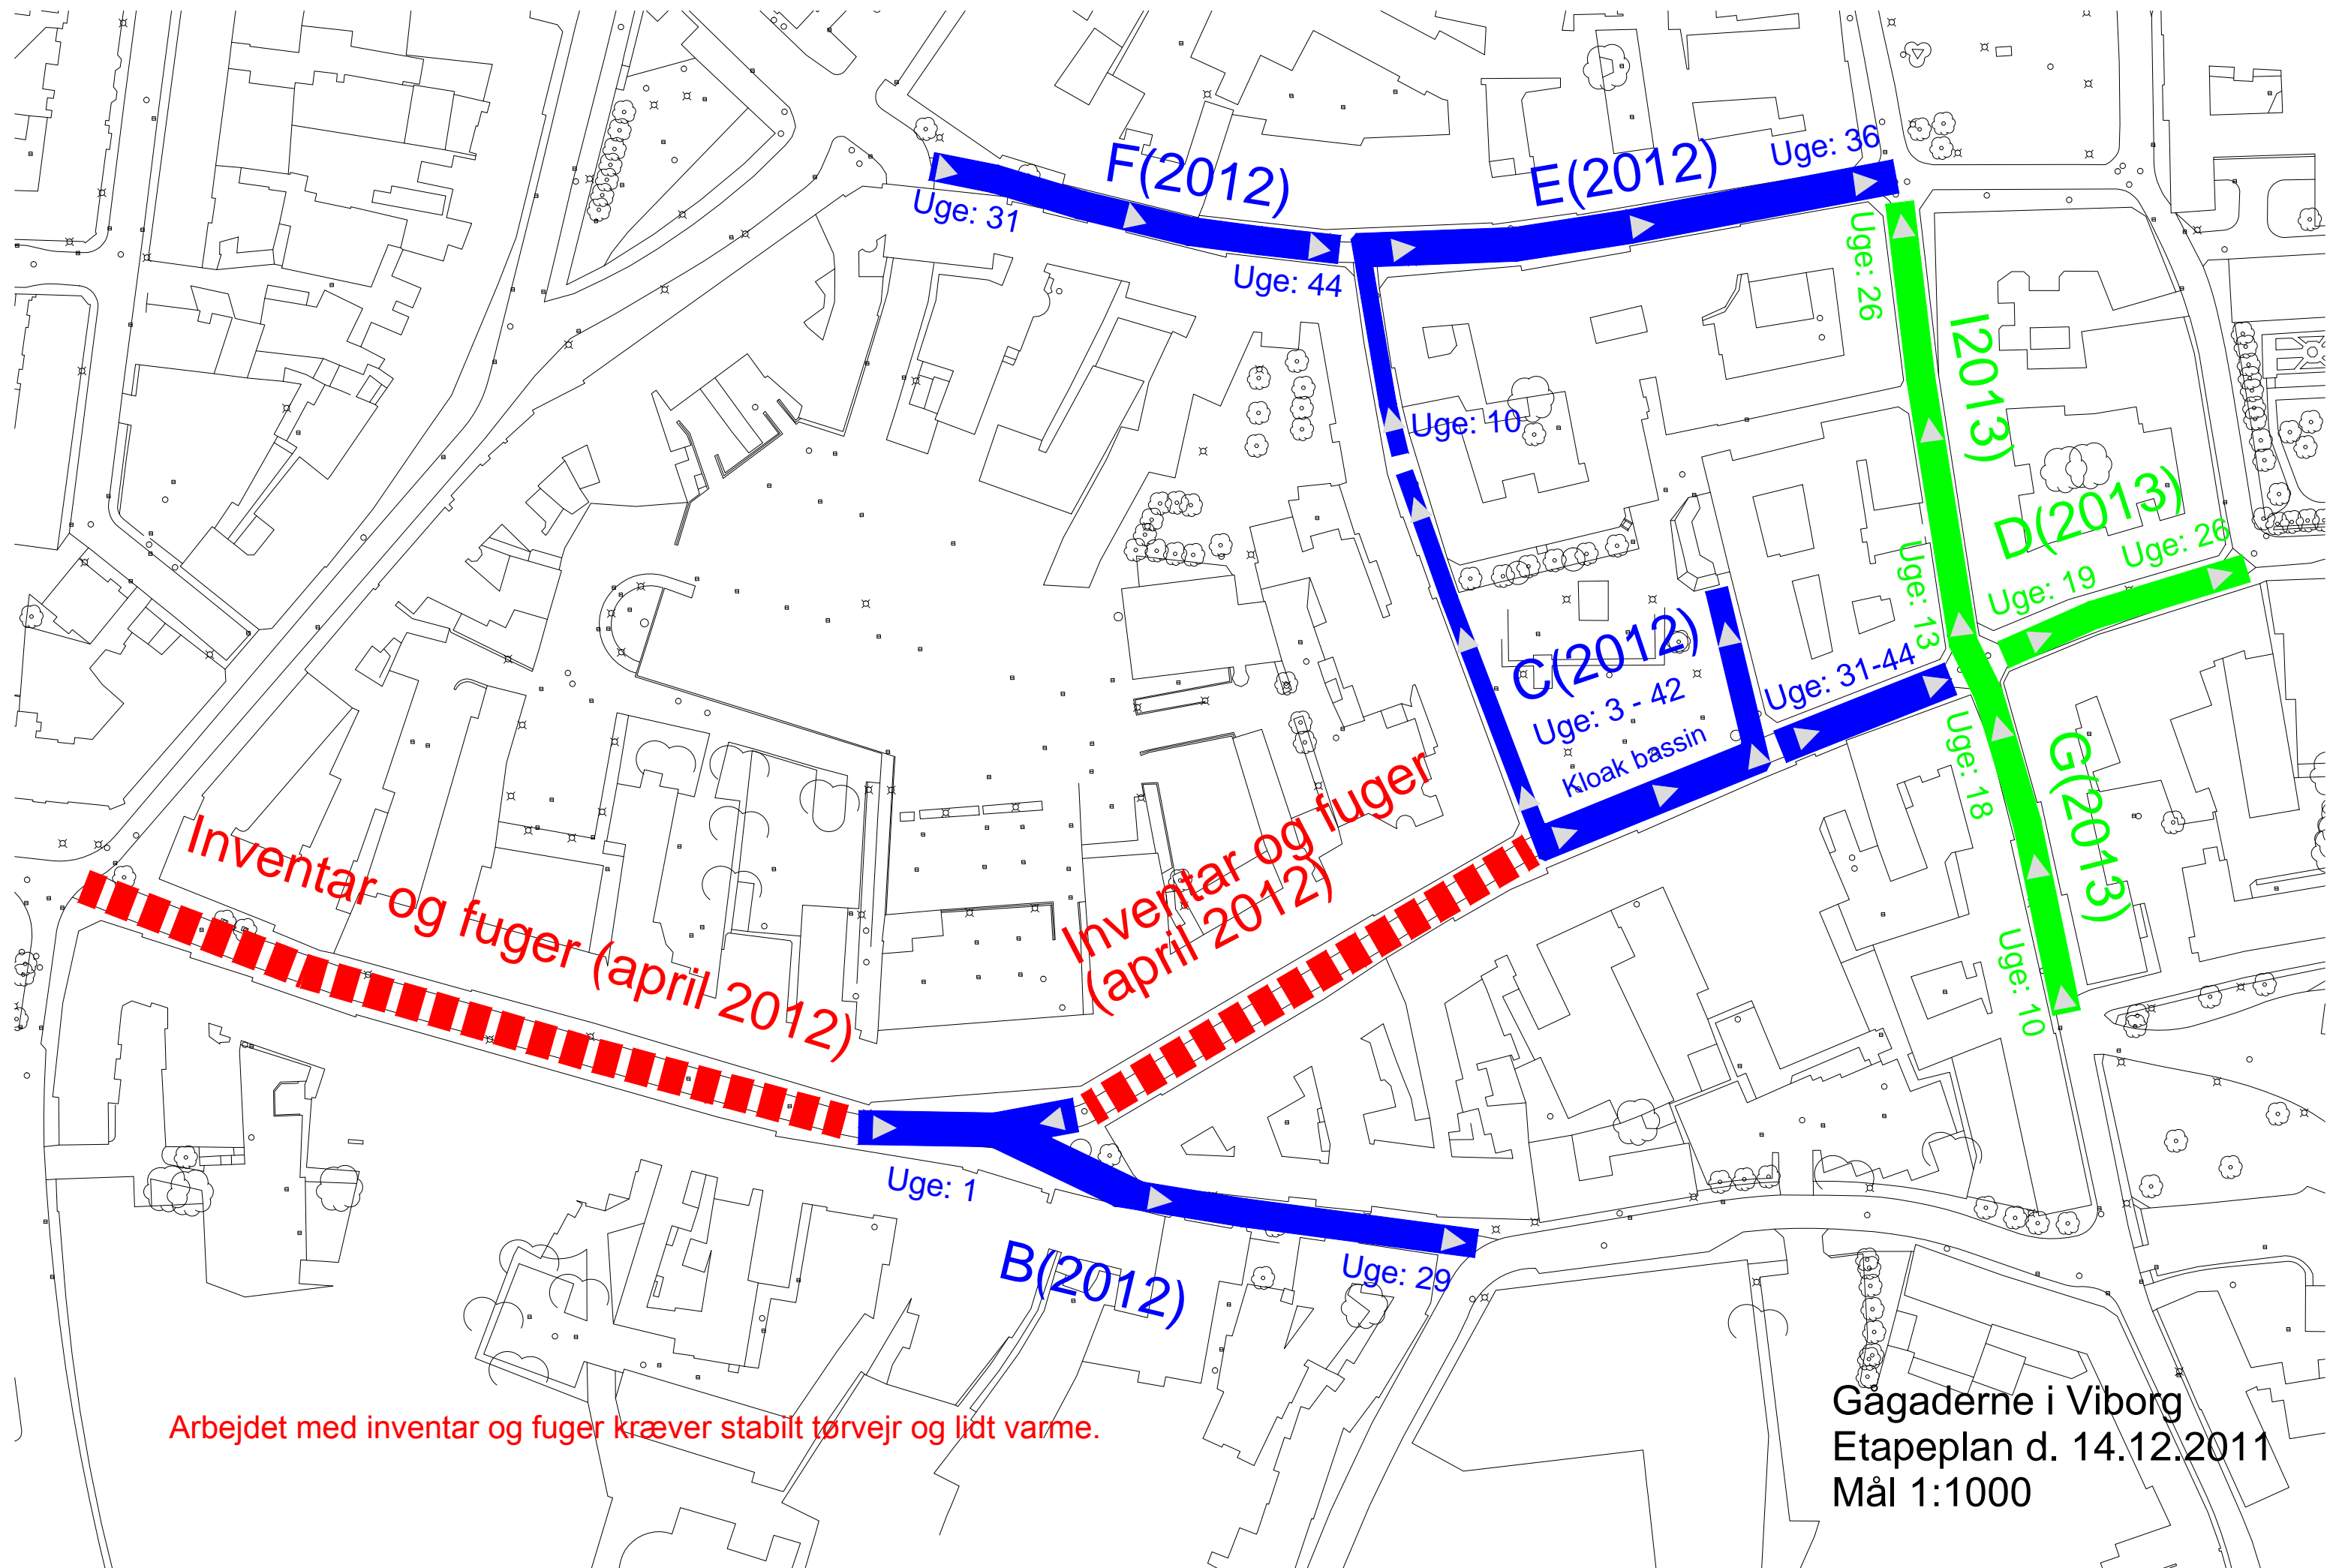 F(2012)
E(2012)
Uge: 36
Uge: 31
Uge: 44
Uge: 26
I2013)
Uge: 10
D(2013)
Uge: 26
Uge: 19
Uge: 13
C(2012)
Uge: 3 - 42
Kloak bassin
Uge: 31-44
Uge: 18
G(2013)
Uge: 10
Inventar og fuger (april 2012)
Inventar og fuger
(april 2012)
Uge: 1
B(2012)
Uge: 29
Arbejdet med inventar og fuger kræver stabilt tørvejr og lidt varme.
Gågaderne i Viborg
Etapeplan d. 14.12.2011
Mål 1:1000